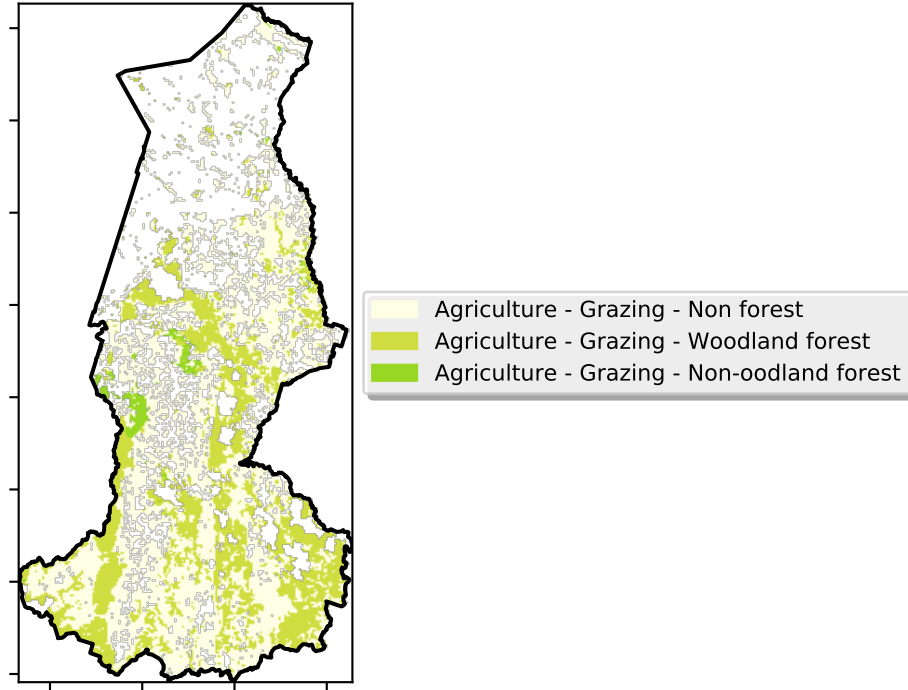 Agriculture - Grazing - Non forest
Agriculture - Grazing - Woodland forest
Agriculture - Grazing - Non-oodland forest